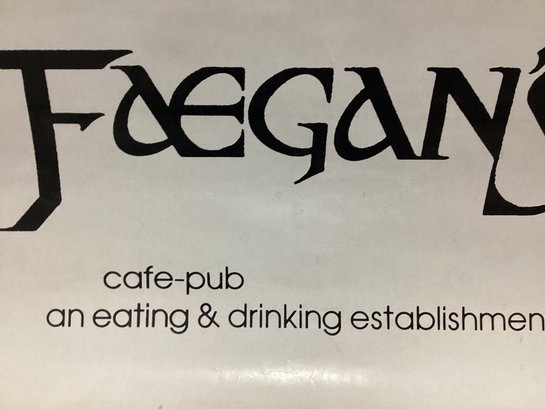 FAEGAN'S
cafe-pub
an eating & drinking establishmen